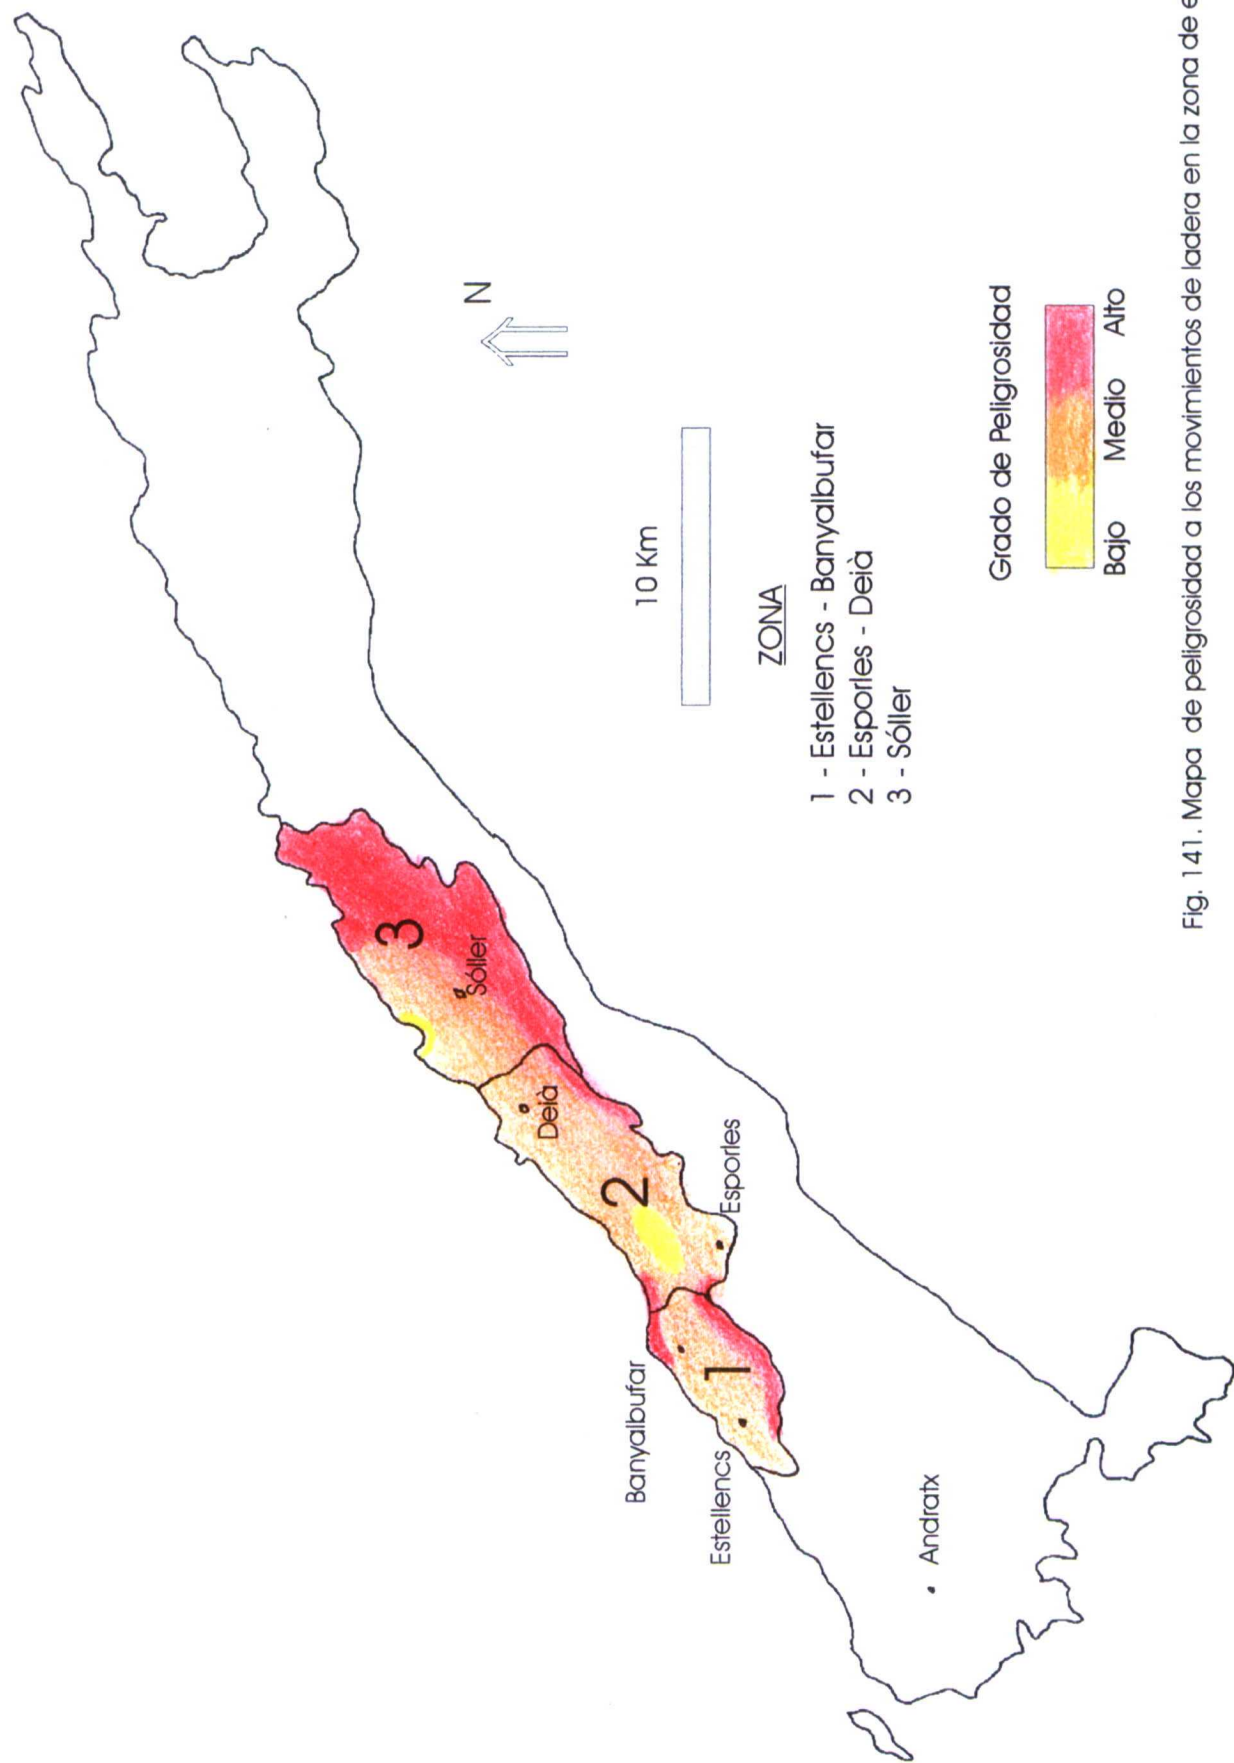 N
10 Km
ZONA
1 - Estellencs - Banyalbufar
2 - Esporles - Deià
3 - Sóller
Grado de Peligrosidad
Bajo Medio Alto
3
Sóller
Deià
2
Esporles
Banyalbufar
1
Estellencs
Andratx
Fig. 141. Mapa de peligrosidad a los movimientos de ladera en la zona de